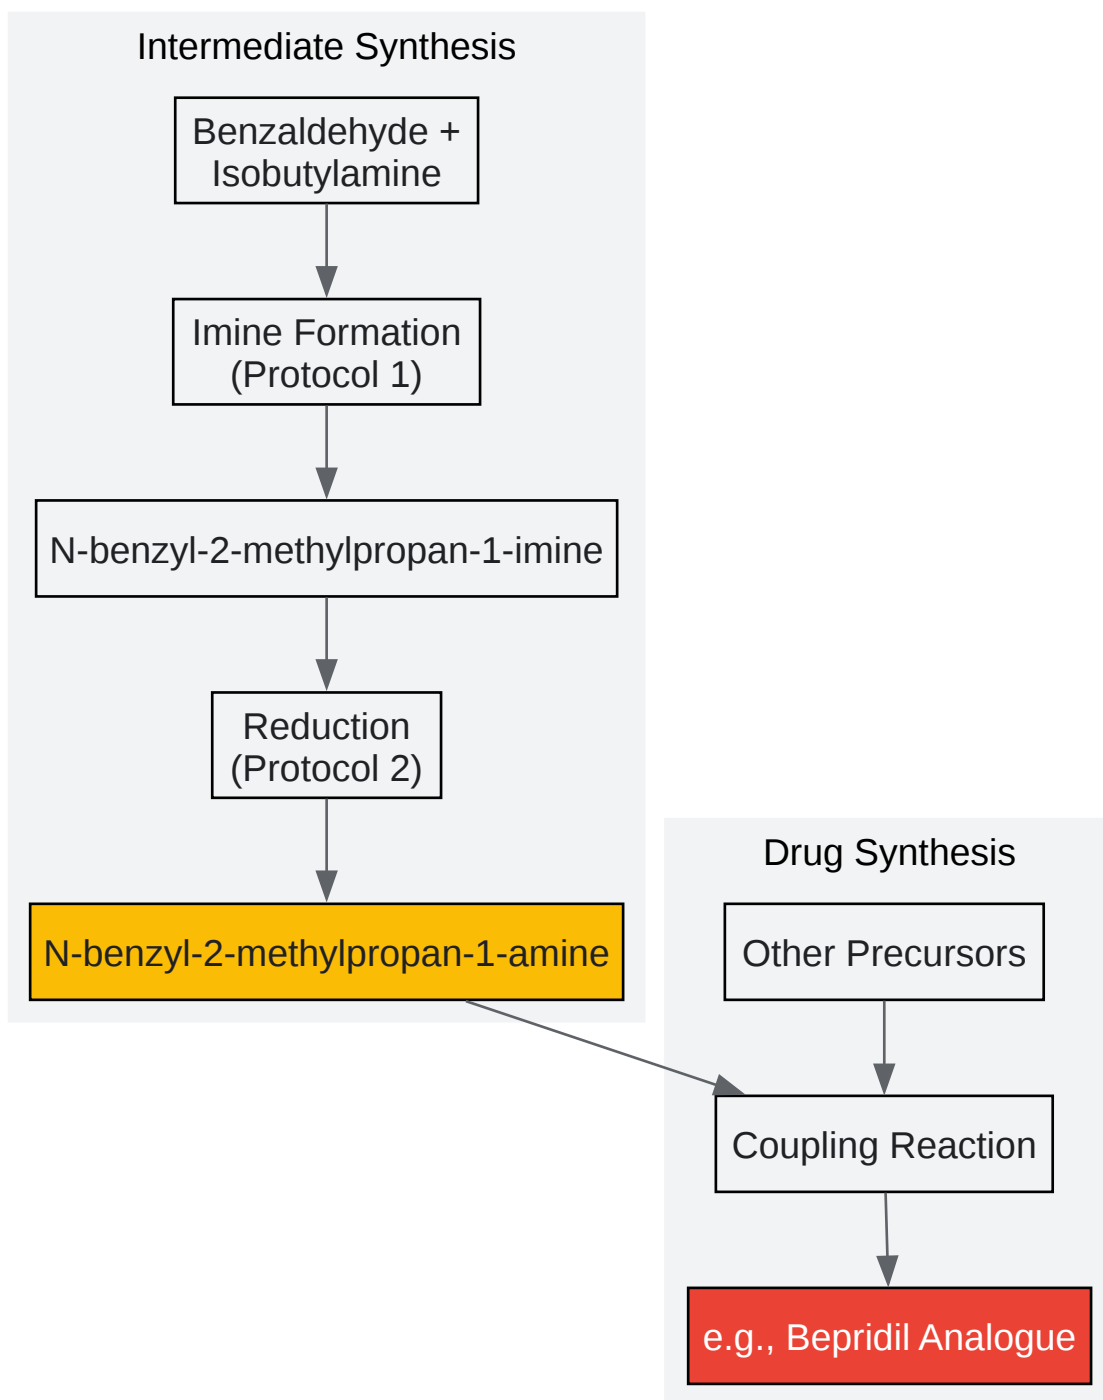 Intermediate Synthesis
Benzaldehyde +
Isobutylamine
Imine Formation
(Protocol 1)
N-benzyl-2-methylpropan-1-imine
Reduction
(Protocol 2)
N-benzyl-2-methylpropan-1-amine
Drug Synthesis
Other Precursors
Coupling Reaction
e.g., Bepridil Analogue